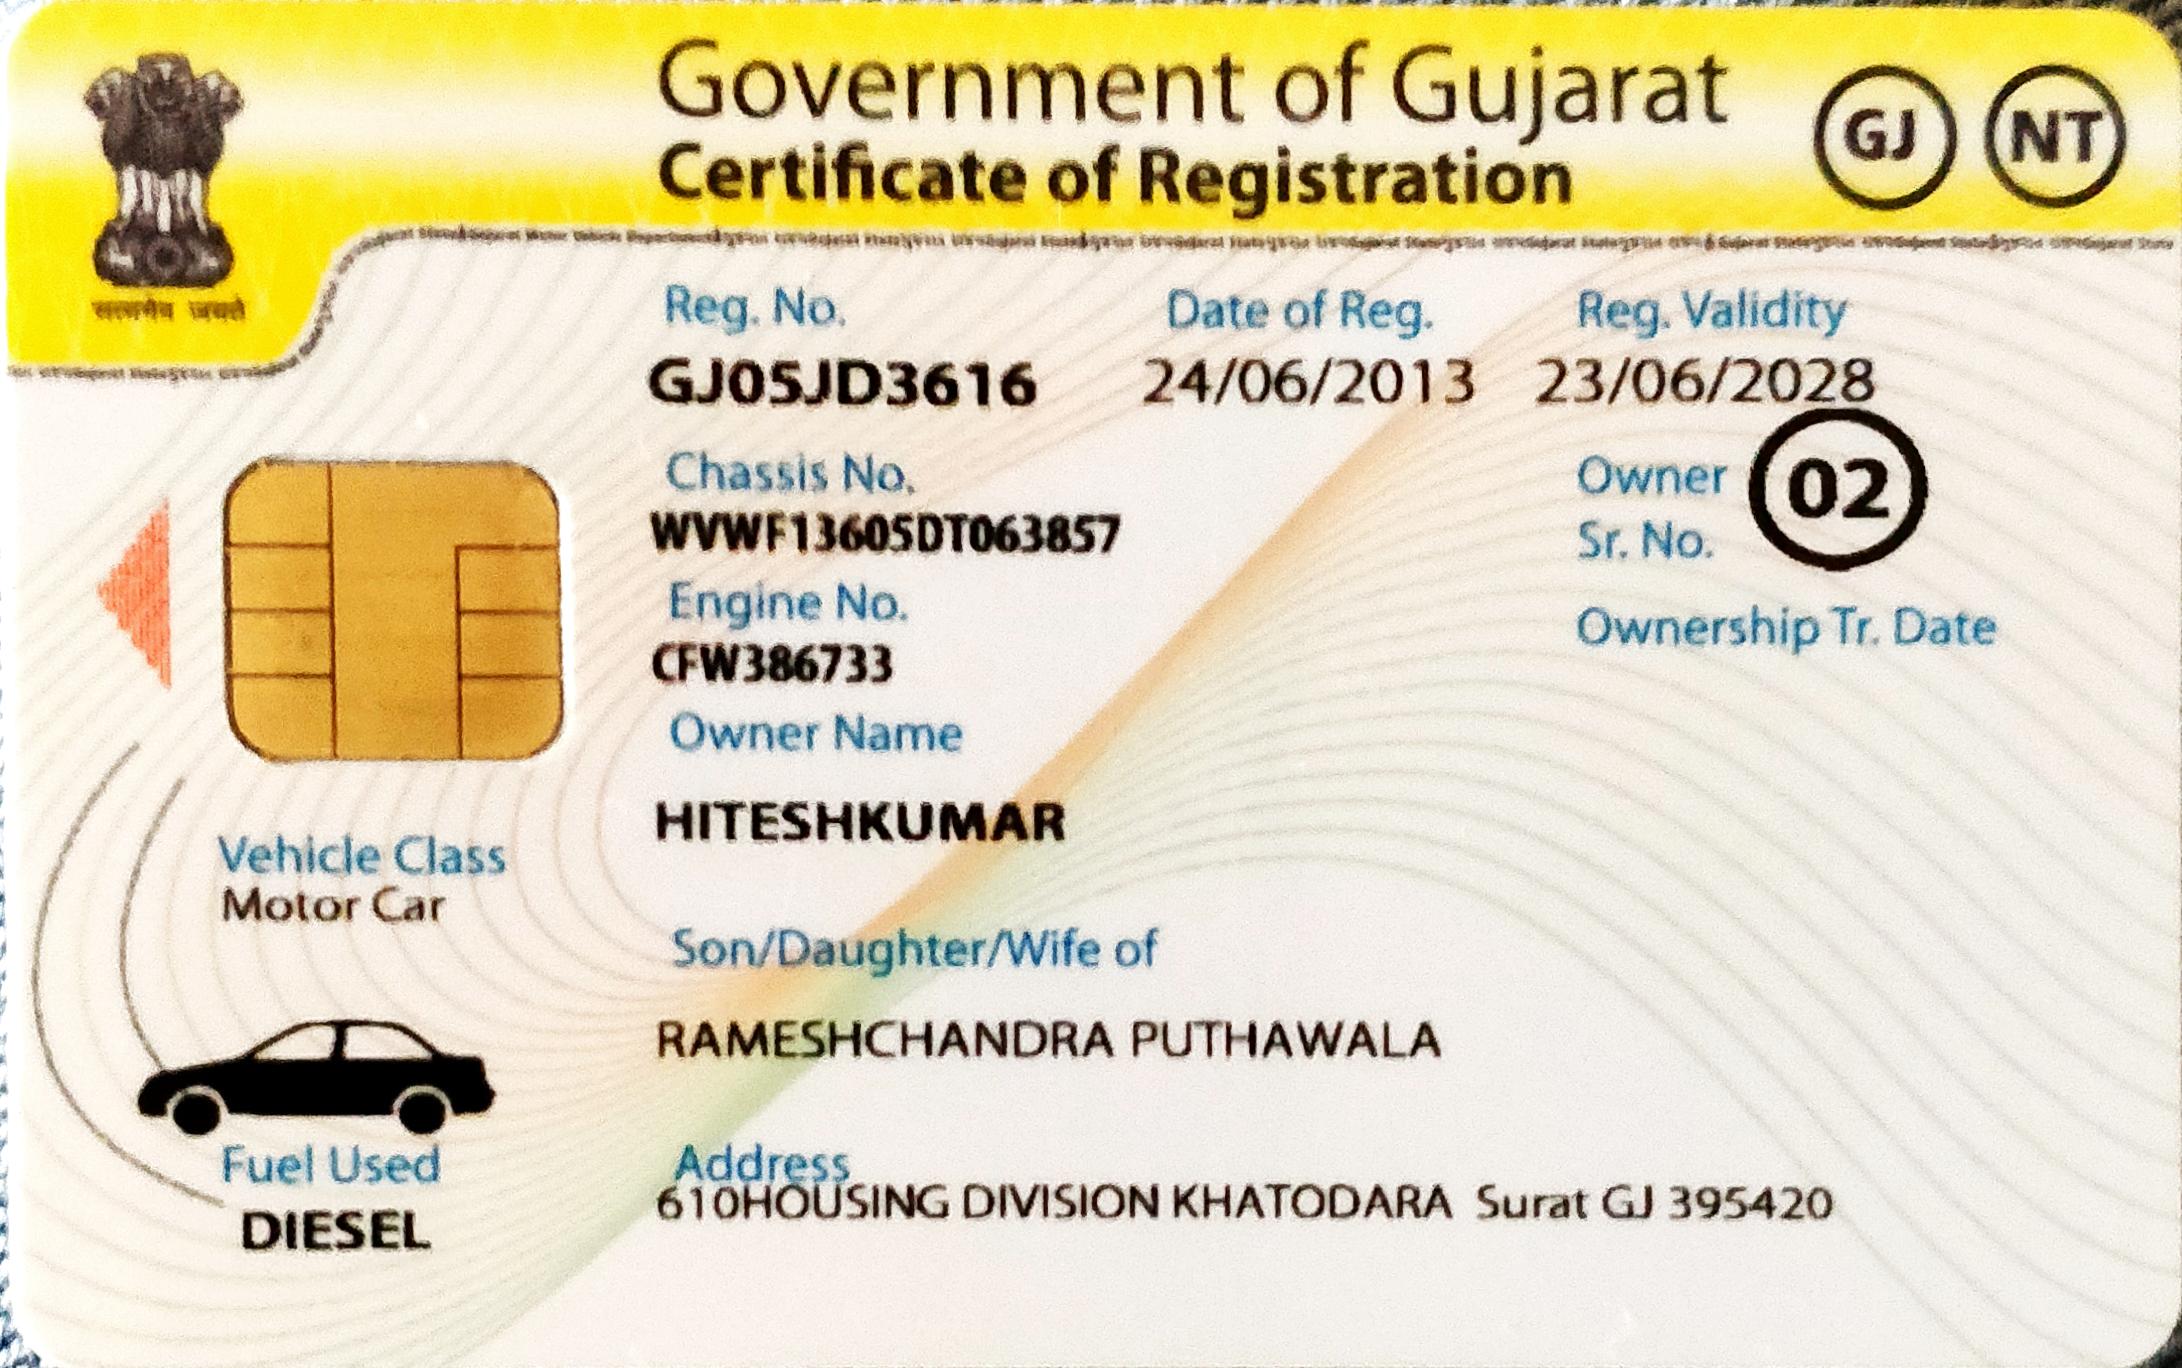 Government of Gujarat
Certificate of Registration
GJ NT
सत्यमेव जयते
Reg. No. Date of Reg. Reg. Validity
GJ05JD3616 24/06/2013 23/06/2028
Chassis No.
WVWF13605DT063857
Owner Sr. No. 02
Engine No.
CFW386733
Ownership Tr. Date
Owner Name
HITESHKUMAR
Vehicle Class
Motor Car
Son/Daughter/Wife of
RAMESHCHANDRA PUTHAWALA
Fuel Used
DIESEL
Address
610HOUSING DIVISION KHATODARA Surat GJ 395420